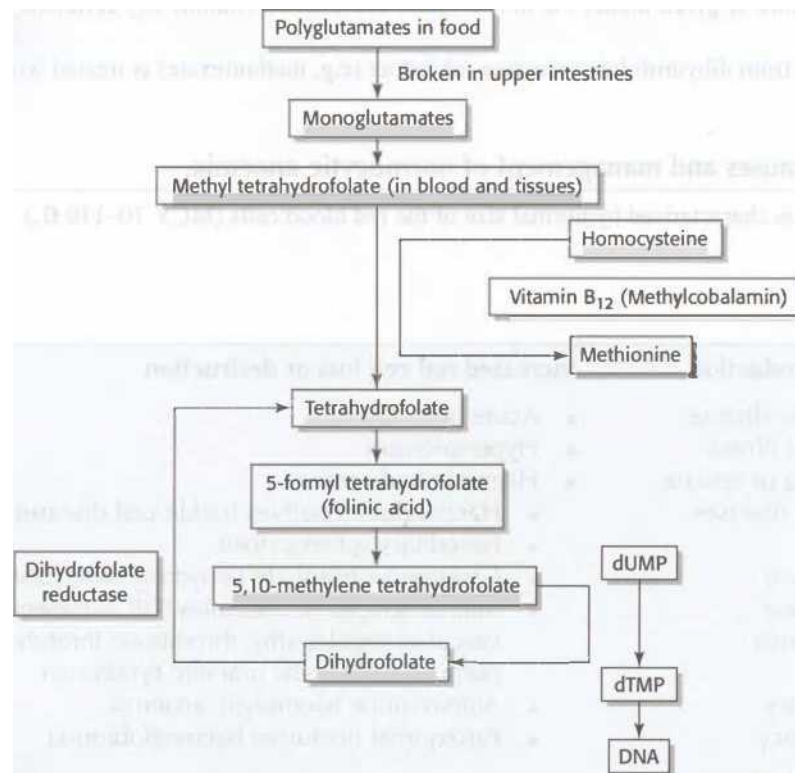 Polyglutamates in food
Broken in upper intestines
Monoglutamates
Methyl tetrahydrofolate (in blood and tissues)
Homocysteine
Vitamin B₁₂ (Methylcobalamin)
Methionine
Tetrahydrofolate
5-formyl tetrahydrofolate
(folinic acid)
Dihydrofolate
reductase
5,10-methylene tetrahydrofolate
dUMP
Dihydrofolate
dTMP
DNA